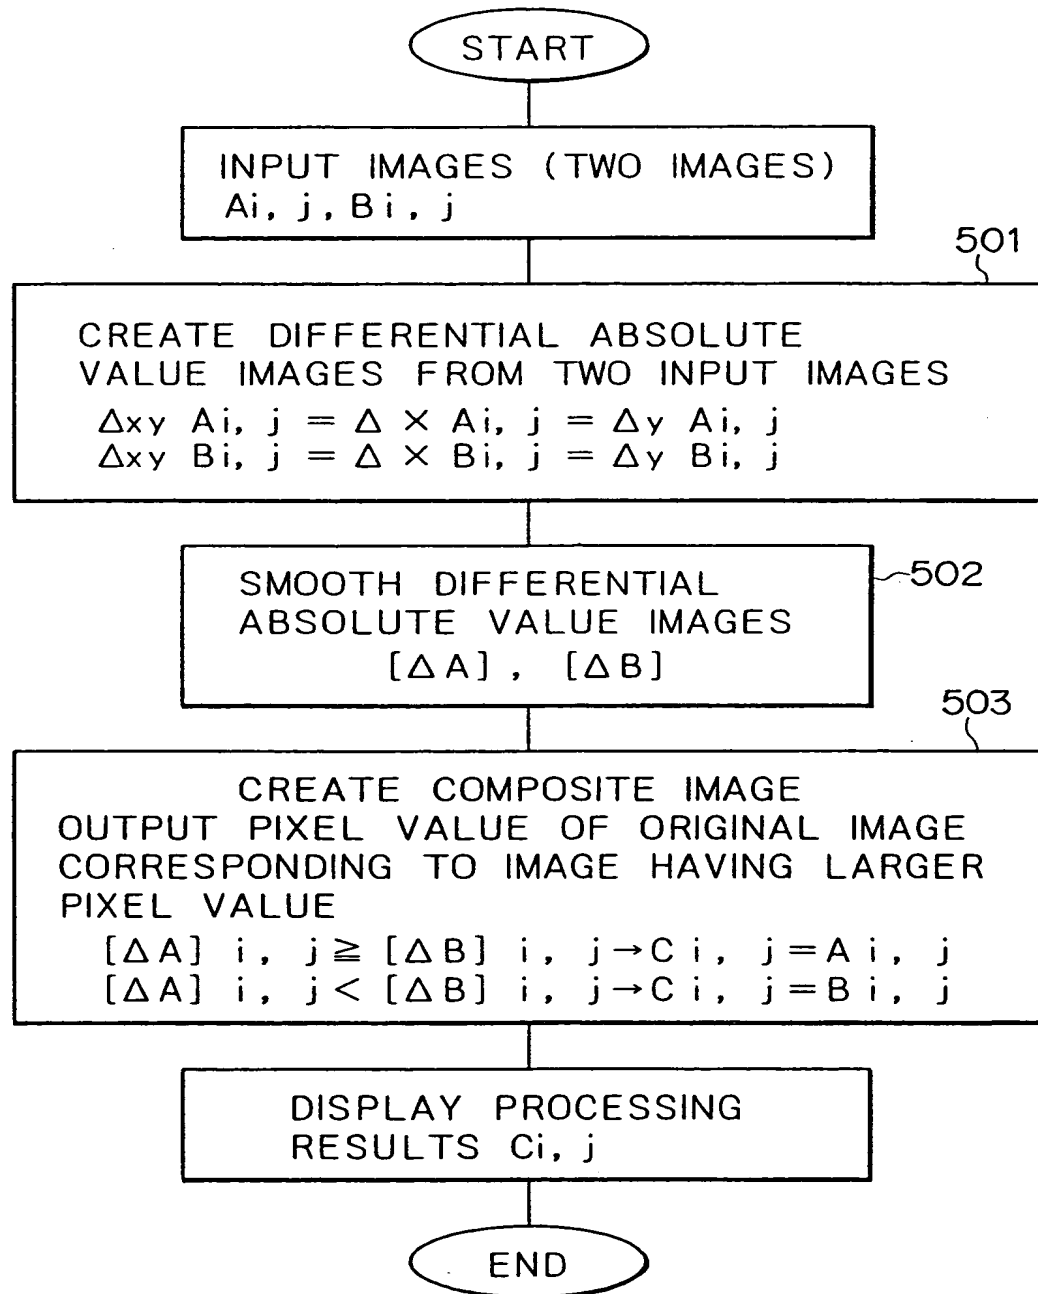 START
INPUT IMAGES (TWO IMAGES)
Ai, j, Bi, j
501
CREATE DIFFERENTIAL ABSOLUTE
VALUE IMAGES FROM TWO INPUT IMAGES
Δxy Ai, j = Δ × Ai, j = Δy Ai, j
Δxy Bi, j = Δ × Bi, j = Δy Bi, j
502
SMOOTH DIFFERENTIAL
ABSOLUTE VALUE IMAGES
[ΔA] , [ΔB]
503
CREATE COMPOSITE IMAGE
OUTPUT PIXEL VALUE OF ORIGINAL IMAGE
CORRESPONDING TO IMAGE HAVING LARGER
PIXEL VALUE
[ΔA] i, j ≧ [ΔB] i, j → C i, j = A i, j
[ΔA] i, j < [ΔB] i, j → C i, j = B i, j
DISPLAY PROCESSING
RESULTS Ci, j
END